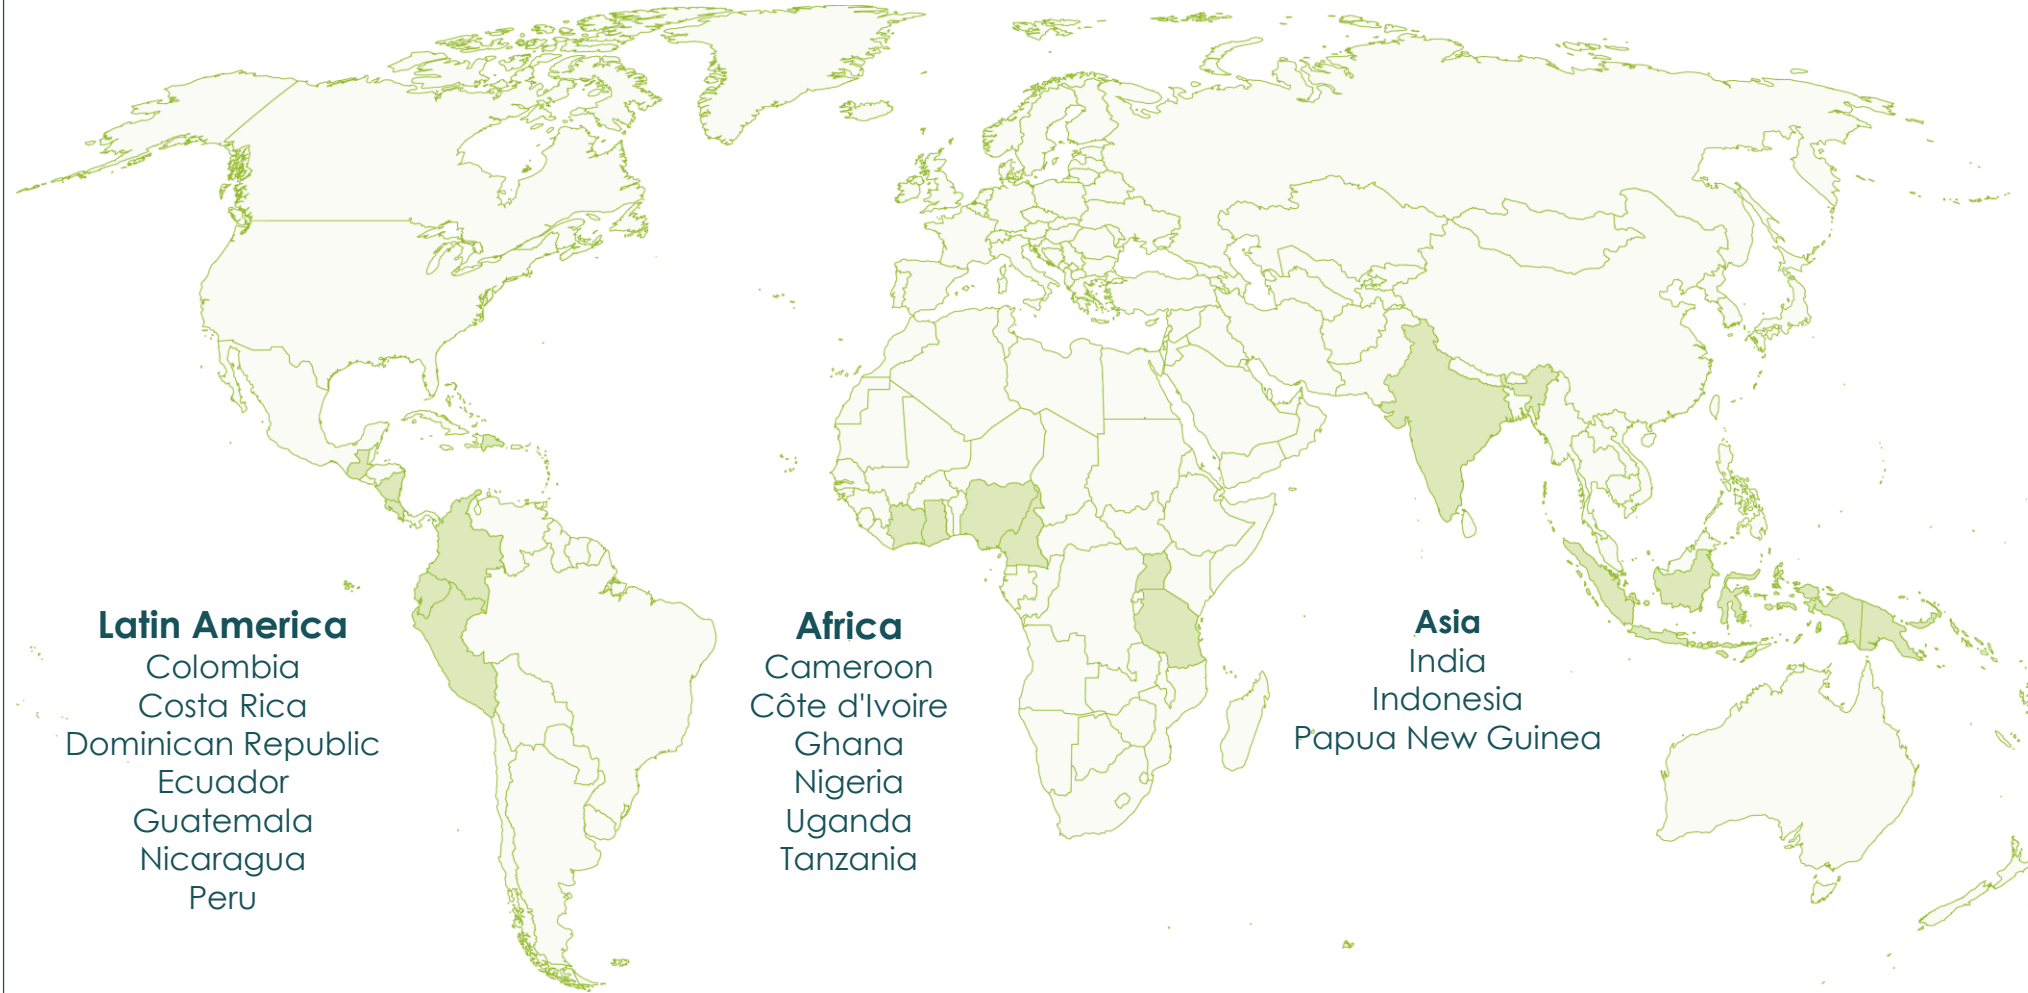 Latin America
Colombia
Costa Rica
Dominican Republic
Ecuador
Guatemala
Nicaragua
Peru
Africa
Cameroon
Côte d'Ivoire
Ghana
Nigeria
Uganda
Tanzania
Asia
India
Indonesia
Papua New Guinea